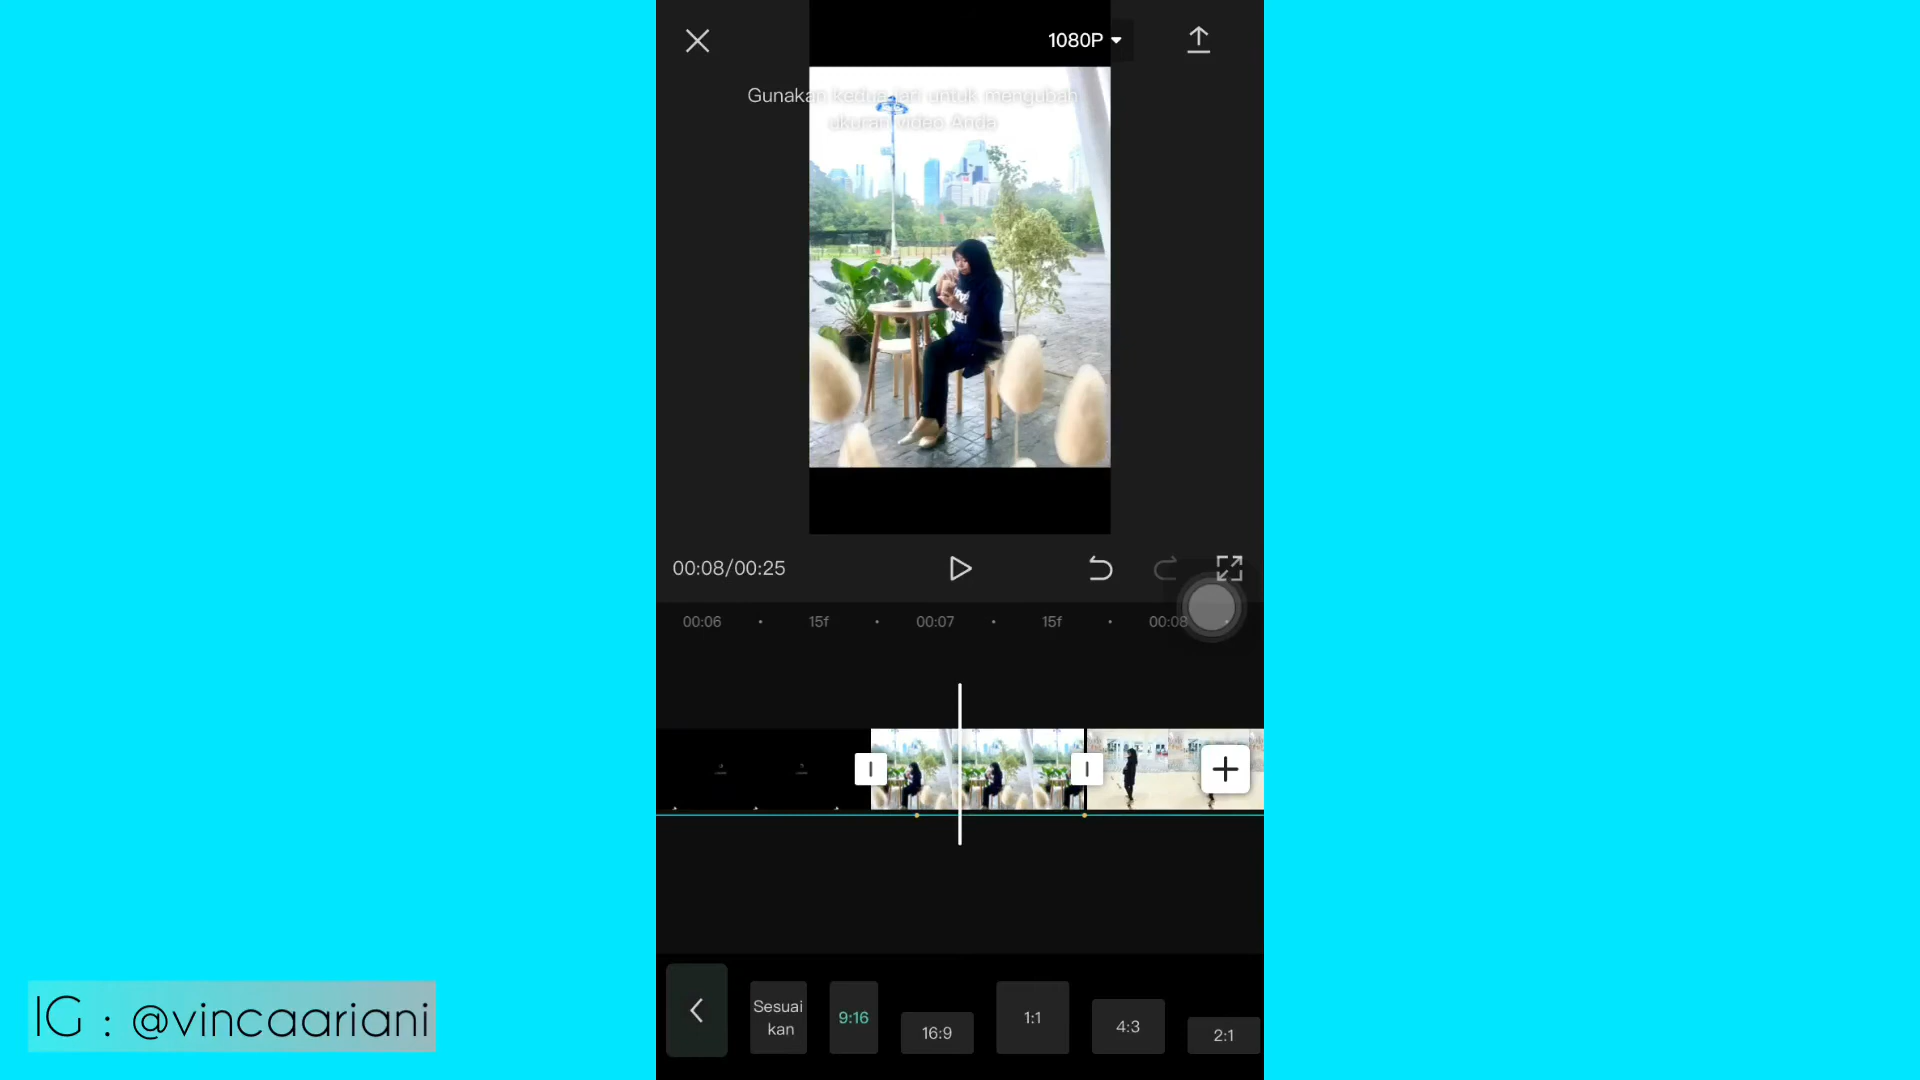 1080P
Gunakan kedua jari untuk mengubah
ukuran video Anda
00:08/00:25
00:06 15f 00:07 15f 00:08
Sesuai
kan
9:16
16:9
1:1
4:3
2:1
IG : @vincaariani